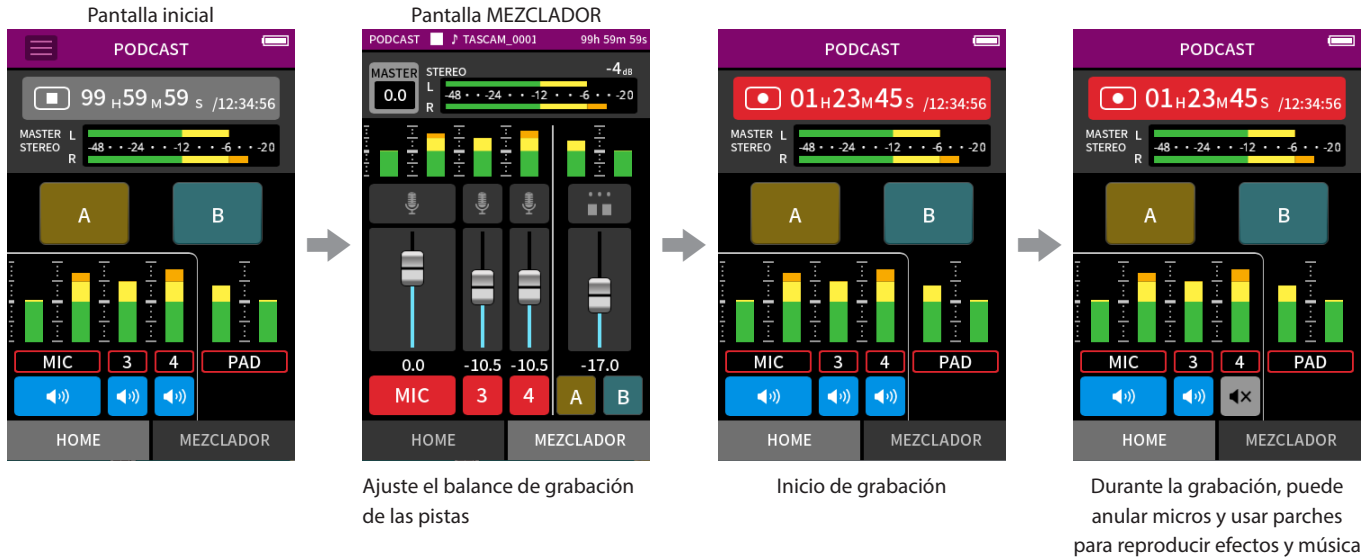 Pantalla inicial
PODCAST
99 H 59 M 59 S /12:34:56
MASTER STEREO
L
-48 · · -24 · · -12 · · -6 · · -20
R
A B
MIC 3 4 PAD
HOME MEZCLADOR
Pantalla MEZCLADOR
PODCAST ♪ TASCAM_0001 99h 59m 59s
MASTER 0.0
STEREO -4 dB
L
-48 · · -24 · · -12 · · -6 · · -20
R
0.0 -10.5 -10.5 -17.0
MIC 3 4 A B
HOME MEZCLADOR
Ajuste el balance de grabación
de las pistas
PODCAST
01 H 23 M 45 S /12:34:56
MASTER STEREO
L
-48 · · -24 · · -12 · · -6 · · -20
R
A B
MIC 3 4 PAD
HOME MEZCLADOR
Inicio de grabación
PODCAST
01 H 23 M 45 S /12:34:56
MASTER STEREO
L
-48 · · -24 · · -12 · · -6 · · -20
R
A B
MIC 3 4 PAD
HOME MEZCLADOR
Durante la grabación, puede
anular micros y usar parches
para reproducir efectos y música